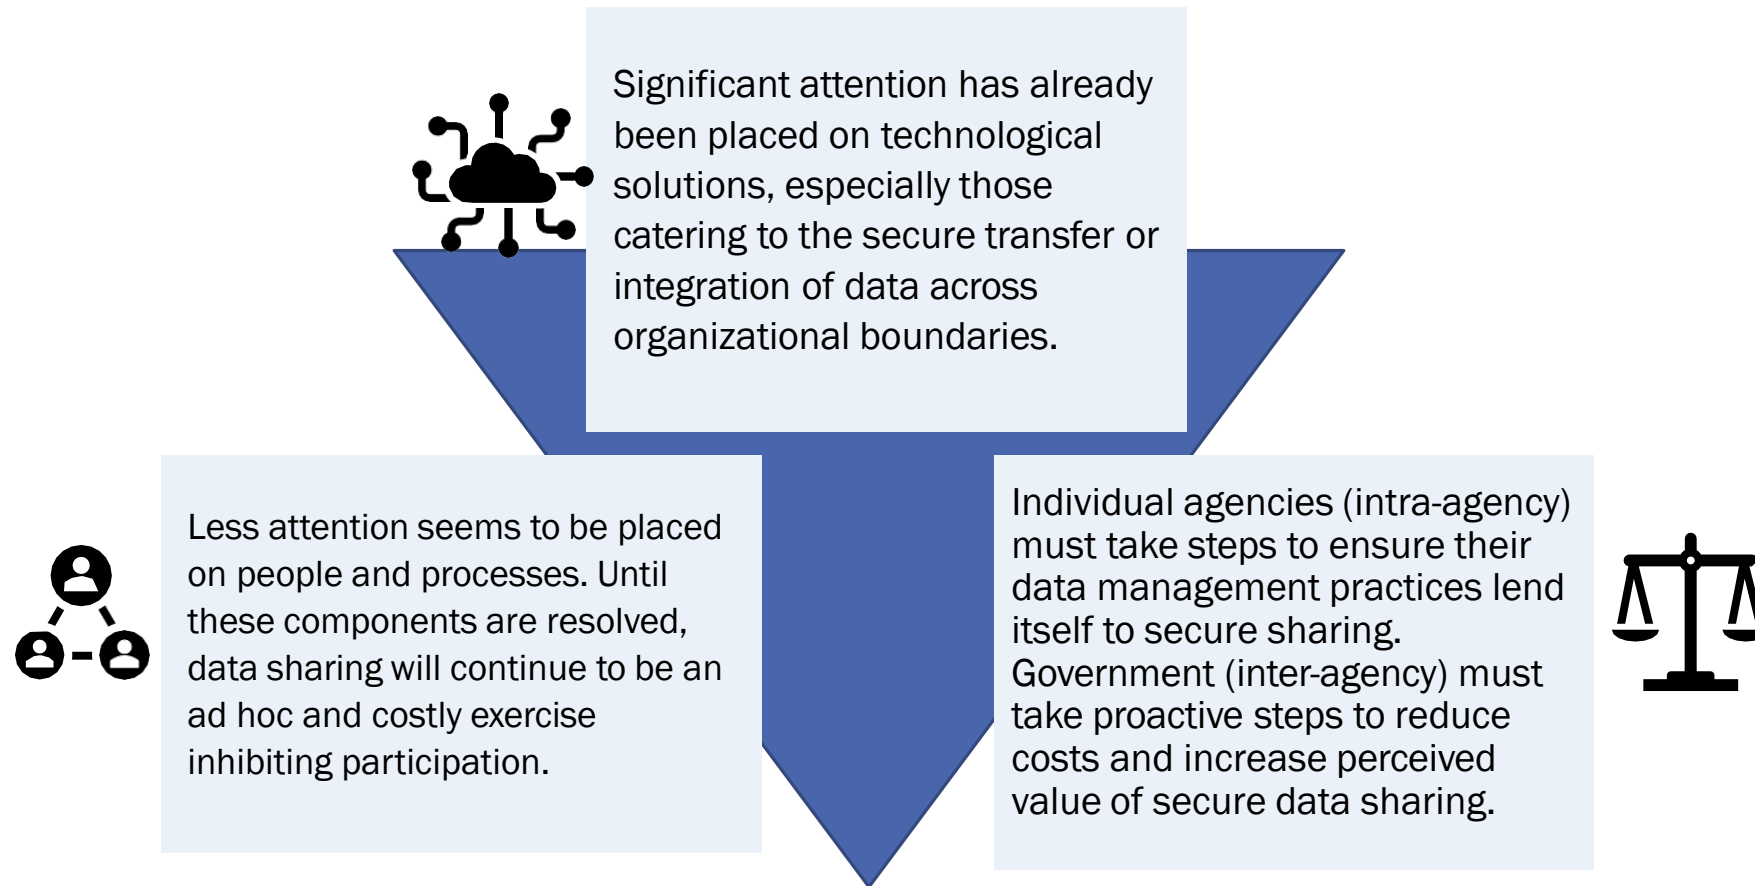 Significant attention has already
been placed on technological
solutions, especially those
catering to the secure transfer or
integration of data across
organizational boundaries.
Less attention seems to be placed
on people and processes. Until
these components are resolved,
data sharing will continue to be an
ad hoc and costly exercise
inhibiting participation.
Individual agencies (intra-agency)
must take steps to ensure their
data management practices lend
itself to secure sharing.
Government (inter-agency) must
take proactive steps to reduce
costs and increase perceived
value of secure data sharing.